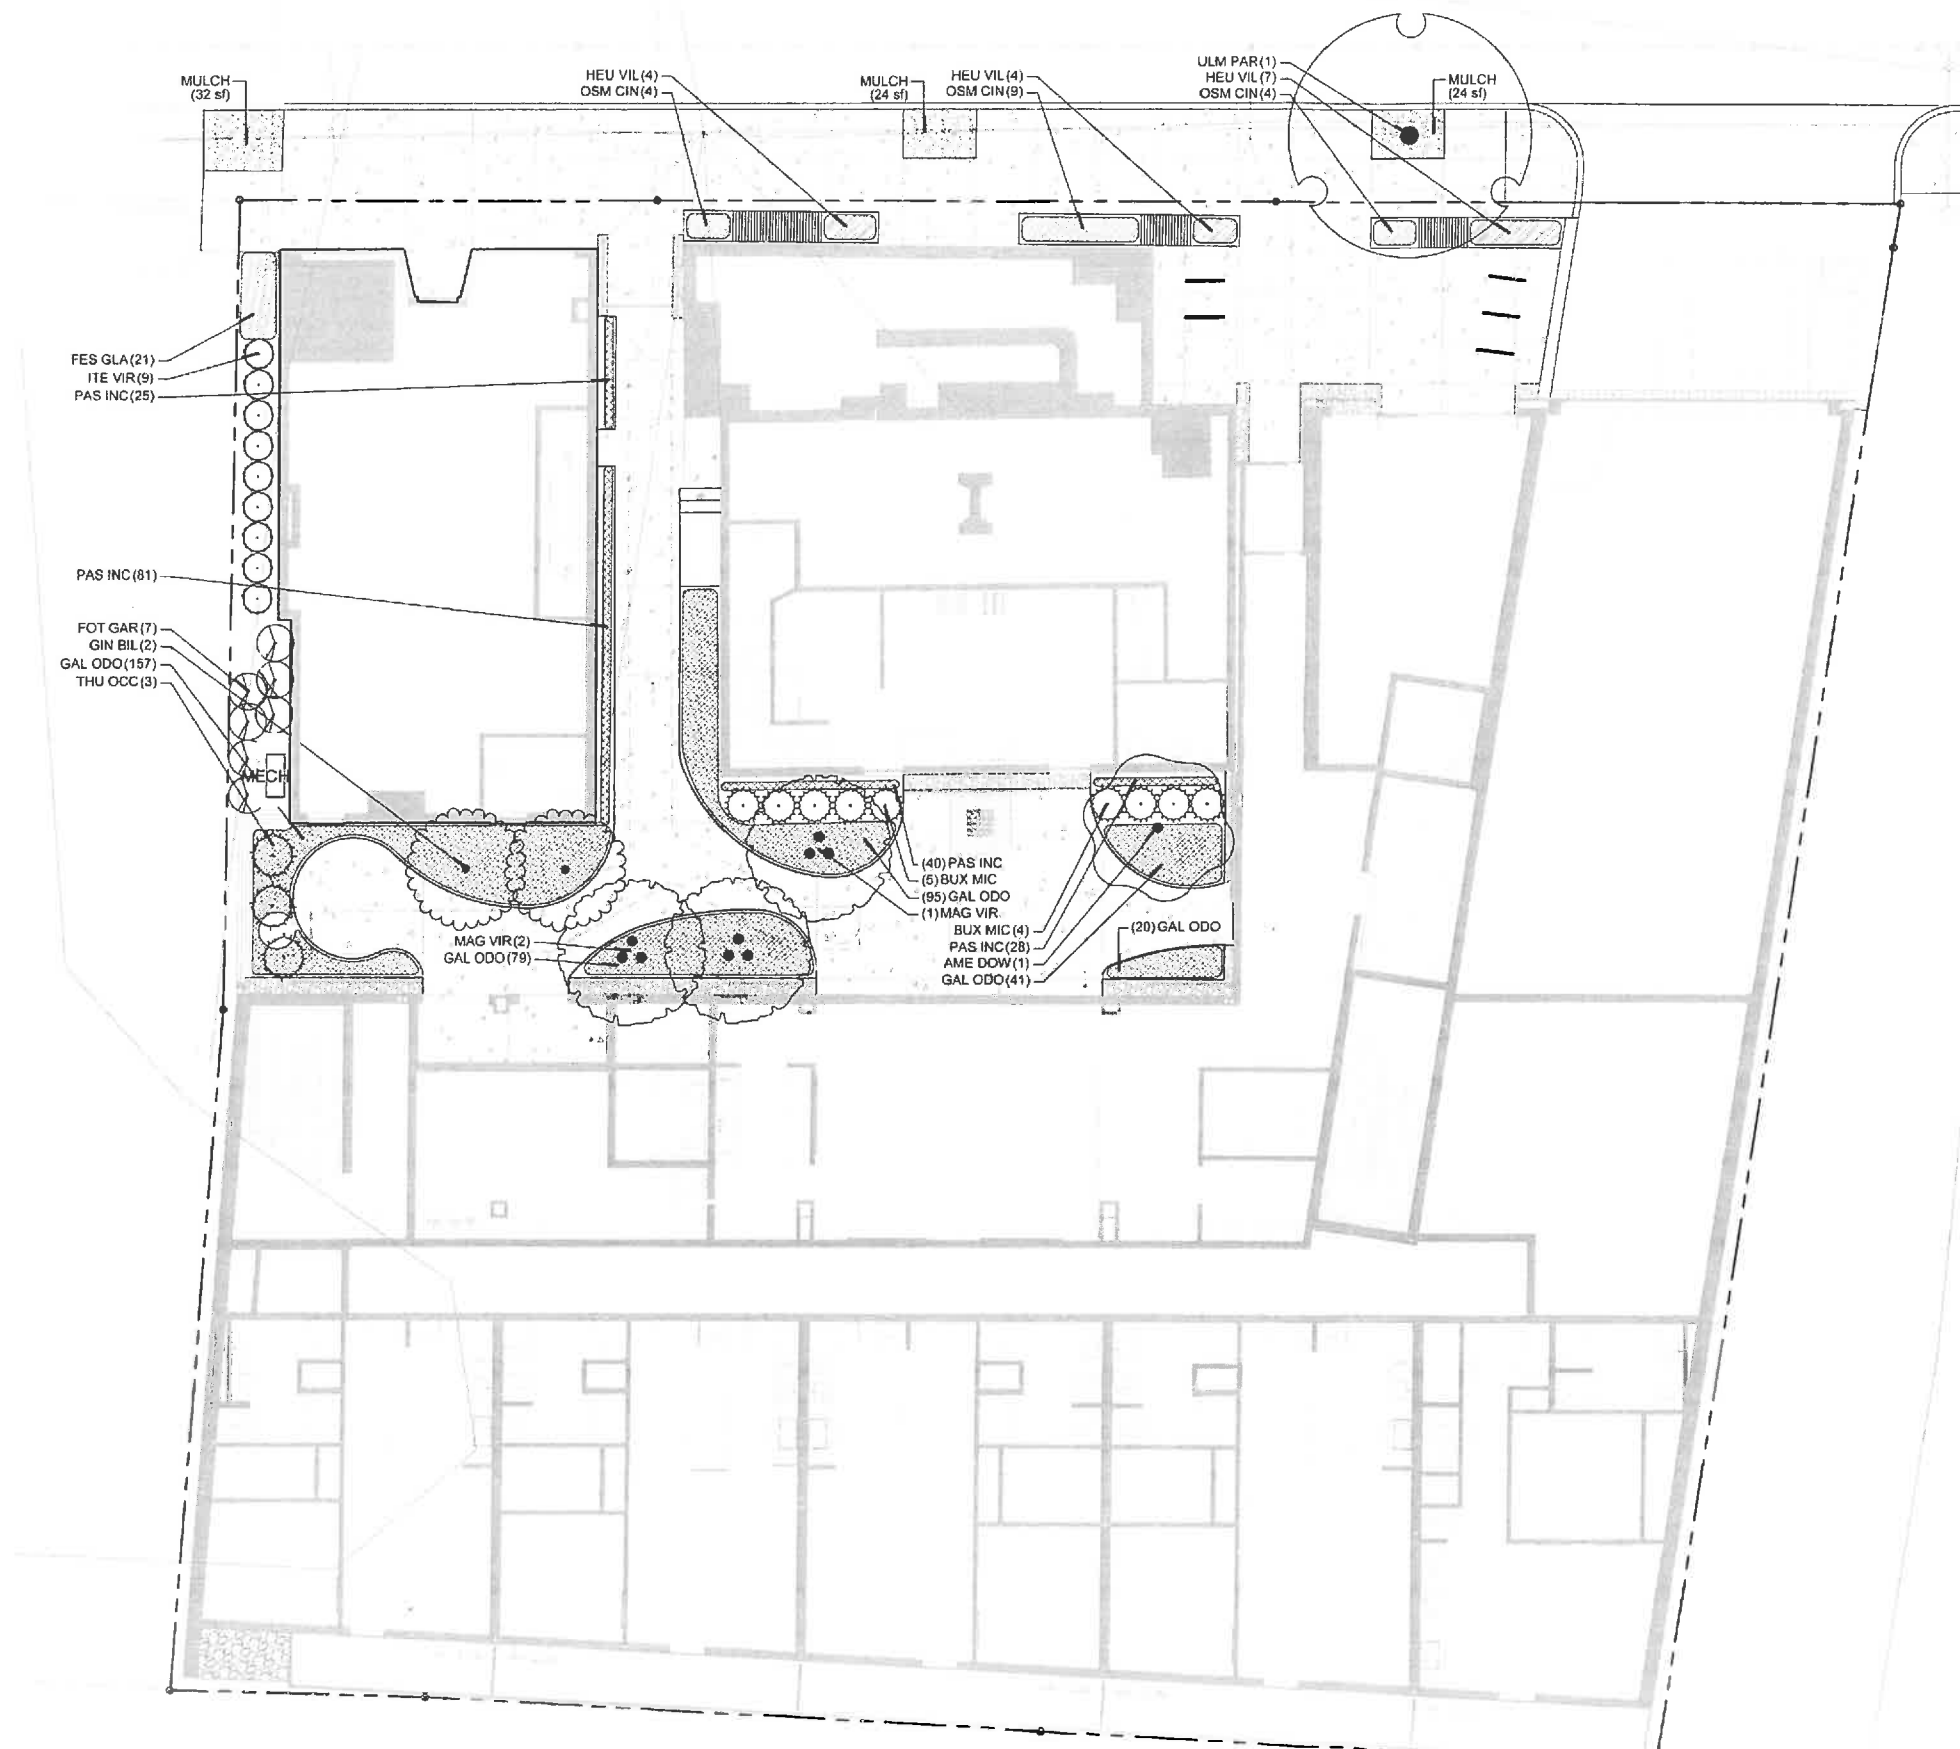 MULCH
(32 sf)
HEU VIL(4)
OSM CIN(4)
MULCH
(24 sf)
HEU VIL(4)
OSM CIN(9)
ULM PAR(1)
HEU VIL(7)
OSM CIN(4)
MULCH
(24 sf)
FES GLA(21)
ITE VIR(9)
PAS INC(25)
PAS INC(81)
FOT GAR(7)
GIN BIL(2)
GAL ODO(157)
THU OCC(3)
MECH
(40) PAS INC
(5) BUX MIC
(95) GAL ODO
(1) MAG VIR
MAG VIR(2)
GAL ODO(79)
BUX MIC(4)
PAS INC(28)
AME DOW(1)
GAL ODO(41)
(20) GAL ODO